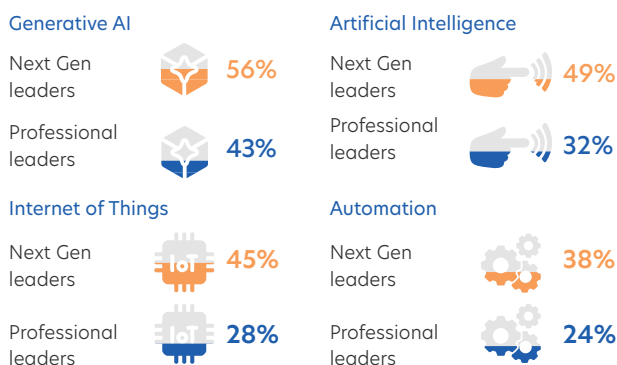 Generative AI
Next Gen
leaders
56%
Professional
leaders
43%
Artificial Intelligence
Next Gen
leaders
49%
Professional
leaders
32%
Internet of Things
Next Gen
leaders
IoT
45%
Professional
leaders
IoT
28%
Automation
Next Gen
leaders
38%
Professional
leaders
24%